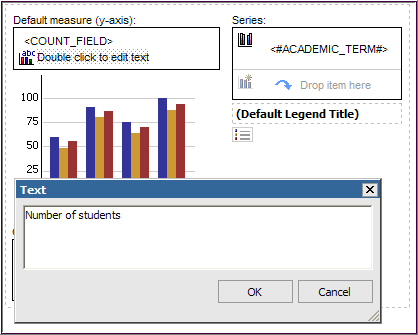 Default measure (y-axis):
<COUNT_FIELD>
abc
Double click to edit text
Series:
<#ACADEMIC_TERM#>
Drop item here
(Default Legend Title)
100
75
50
25
Text
Number of students
OK
Cancel